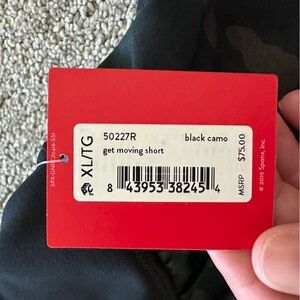 50227R
black camo
get moving short
XL/TG
8 43953 38245 4
MSRP $75.00
© 2019 Spanx, Inc.